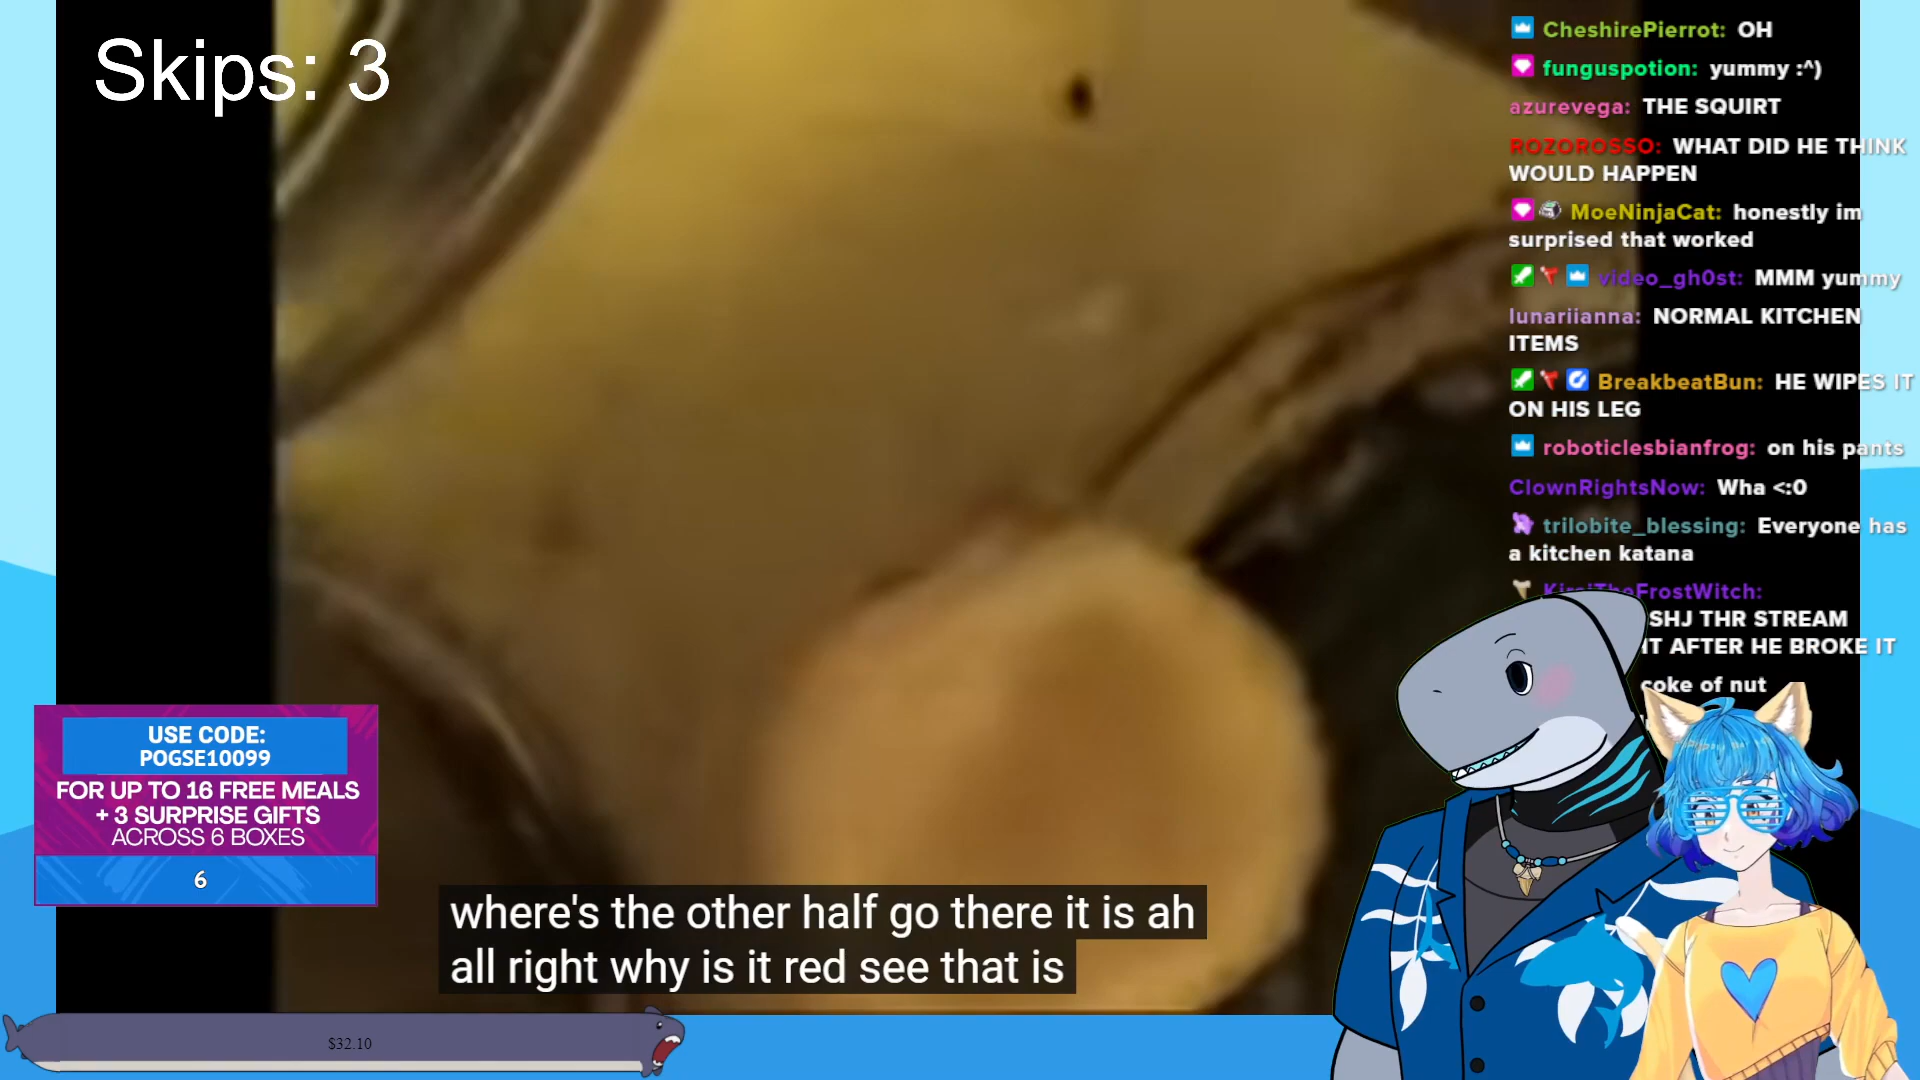 Skips: 3
CheshirePierrot: OH
funguspotion: yummy :^)
azurevega: THE SQUIRT
ROZOROSSO: WHAT DID HE THINK
WOULD HAPPEN
MoeNinjaCat: honestly im
surprised that worked
video_gh0st: MMM yummy
lunariianna: NORMAL KITCHEN
ITEMS
BreakbeatBun: HE WIPES IT
ON HIS LEG
roboticlesbianfrog: on his pants
ClownRightsNow: Wha <:0
trilobite_blessing: Everyone has
a kitchen katana
TheFrostWitch:
SHJ THR STREAM
IT AFTER HE BROKE IT
coke of nut
USE CODE:
POGSE10099
FOR UP TO 16 FREE MEALS
+ 3 SURPRISE GIFTS
ACROSS 6 BOXES
6
where's the other half go there it is ah
all right why is it red see that is
$32.10